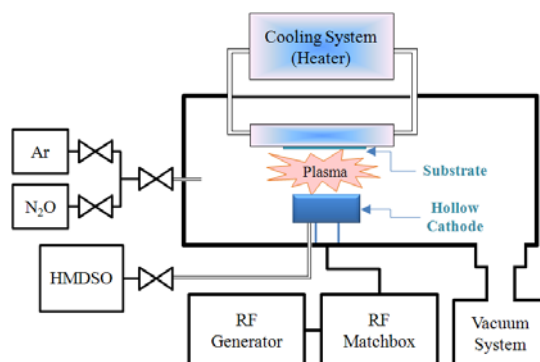 Cooling System
(Heater)
Ar
N₂O
HMDSO
Plasma
Substrate
Hollow
Cathode
RF
Generator
RF
Matchbox
Vacuum
System